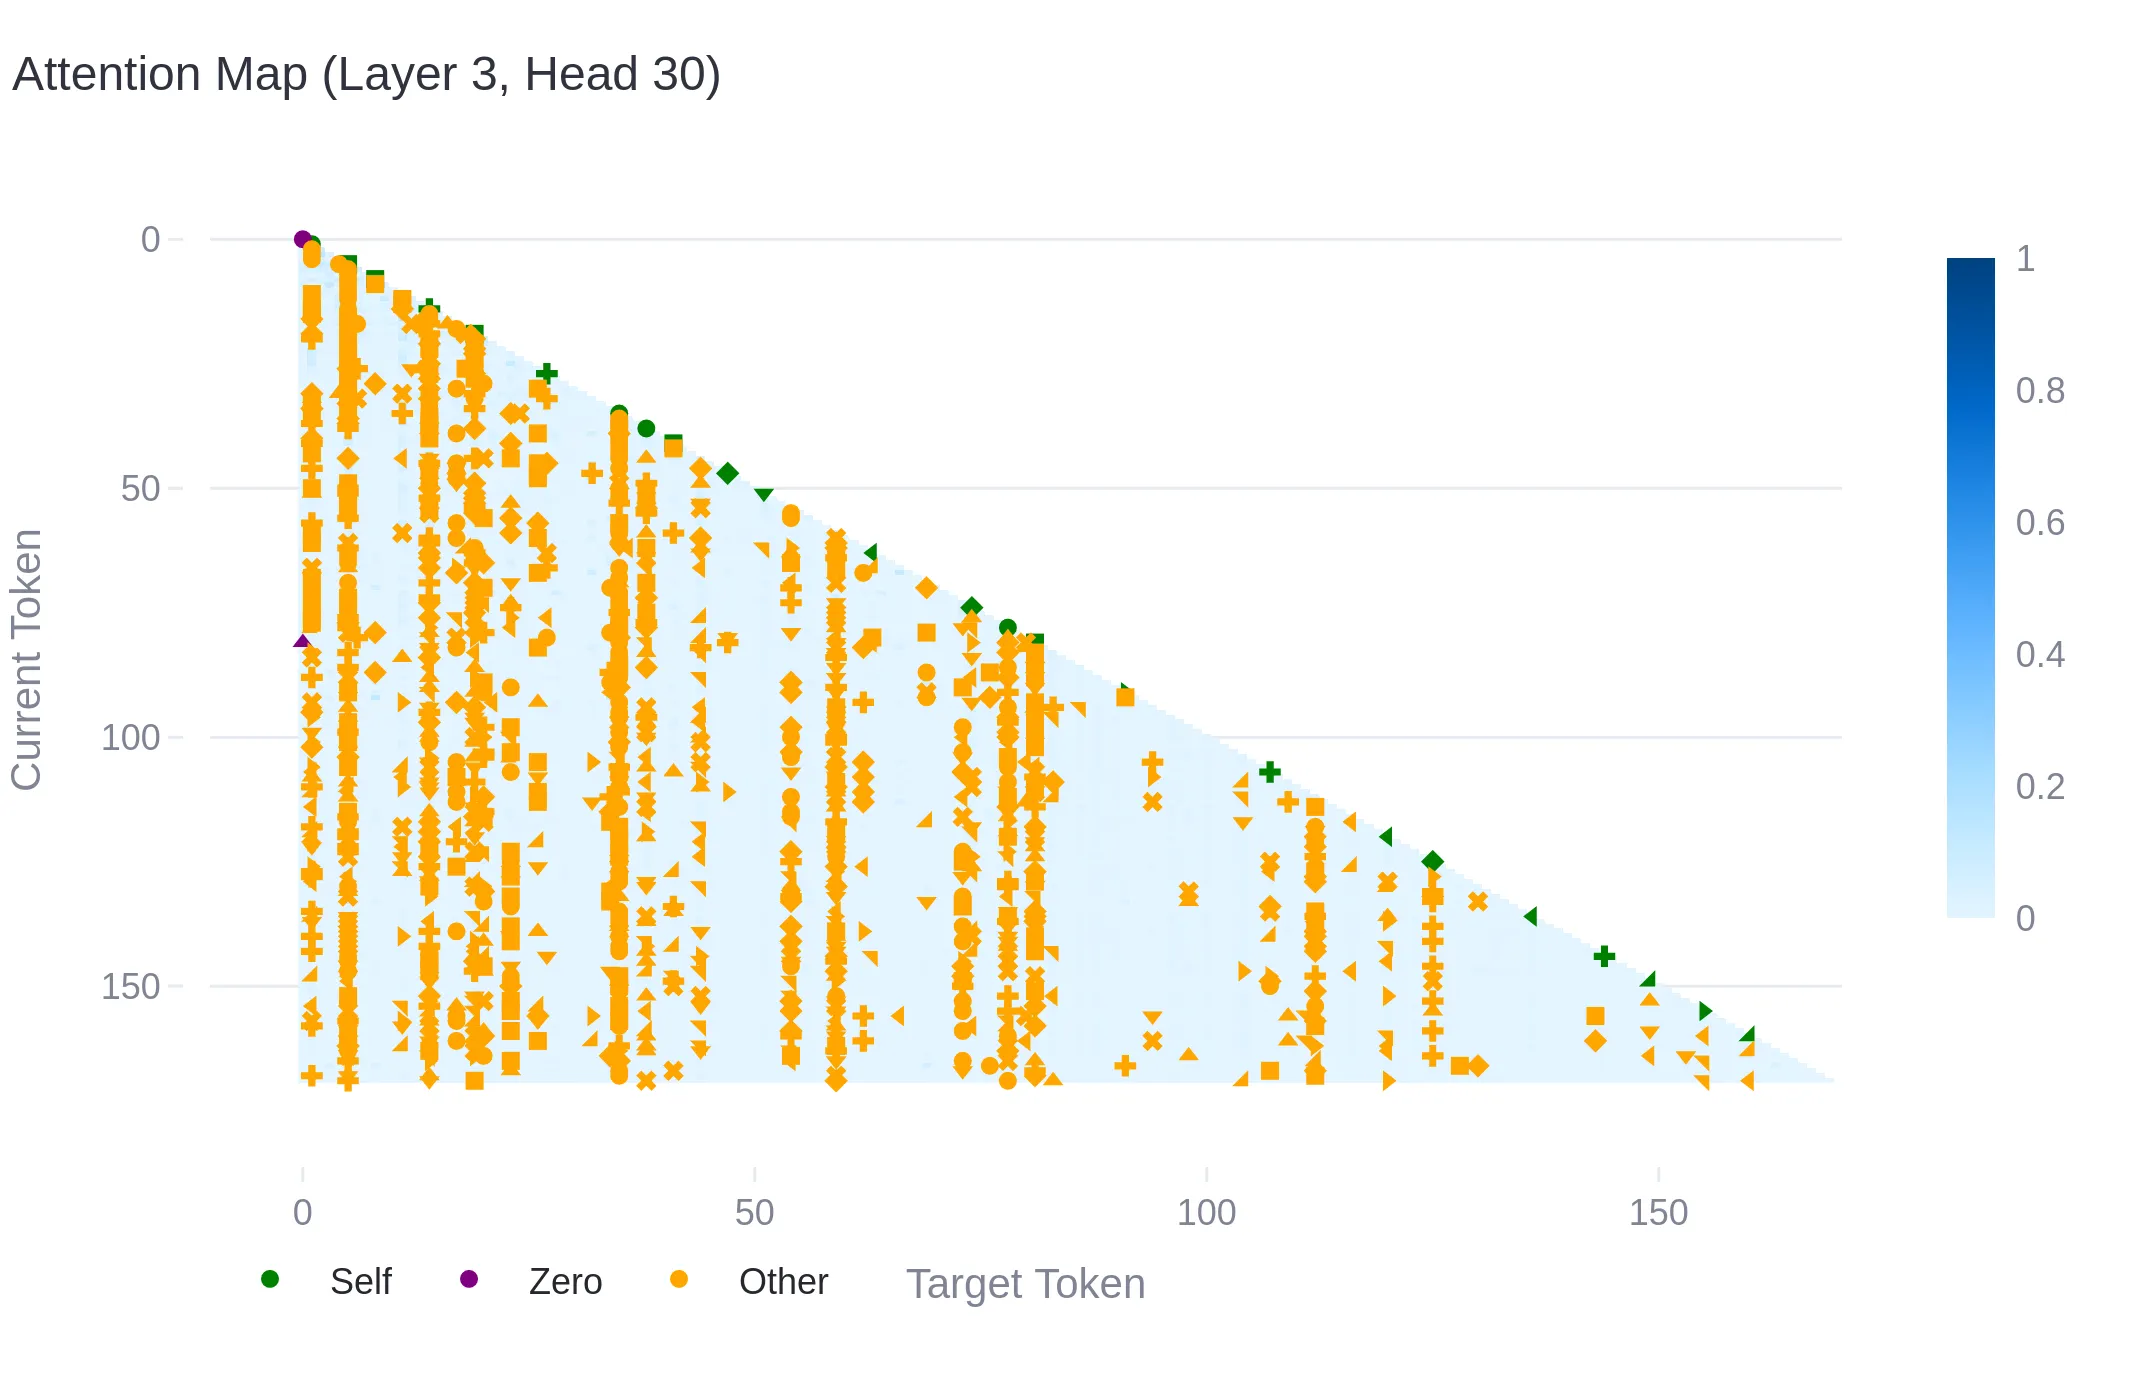 Attention Map (Layer 3, Head 30)
0
50
100
150
Current Token
0
50
100
150
Target Token
1
0.8
0.6
0.4
0.2
0
Self
Zero
Other